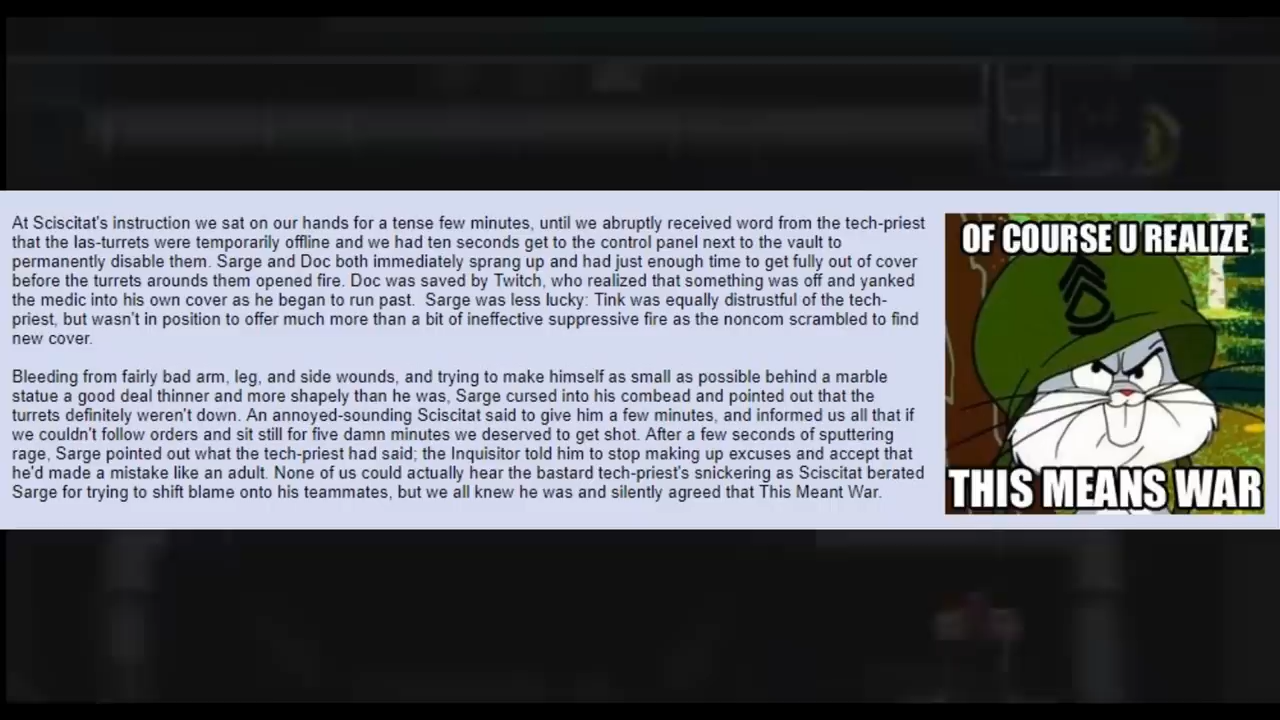 At Sciscitat's instruction we sat on our hands for a tense few minutes, until we abruptly received word from the tech-priest
that the las-turrets were temporarily offline and we had ten seconds get to the control panel next to the vault to
permanently disable them. Sarge and Doc both immediately sprang up and had just enough time to get fully out of cover
before the turrets arounds them opened fire. Doc was saved by Twitch, who realized that something was off and yanked
the medic into his own cover as he began to run past. Sarge was less lucky: Tink was equally distrustful of the tech-
priest, but wasn't in position to offer much more than a bit of ineffective suppressive fire as the noncom scrambled to find
new cover.
Bleeding from fairly bad arm, leg, and side wounds, and trying to make himself as small as possible behind a marble
statue a good deal thinner and more shapely than he was, Sarge cursed into his combead and pointed out that the
turrets definitely weren't down. An annoyed-sounding Sciscitat said to give him a few minutes, and informed us all that if
we couldn't follow orders and sit still for five damn minutes we deserved to get shot. After a few seconds of sputtering
rage, Sarge pointed out what the tech-priest had said; the Inquisitor told him to stop making up excuses and accept that
he'd made a mistake like an adult. None of us could actually hear the bastard tech-priest's snickering as Sciscitat berated
Sarge for trying to shift blame onto his teammates, but we all knew he was and silently agreed that This Meant War.
OF COURSE U REALIZE
THIS MEANS WAR